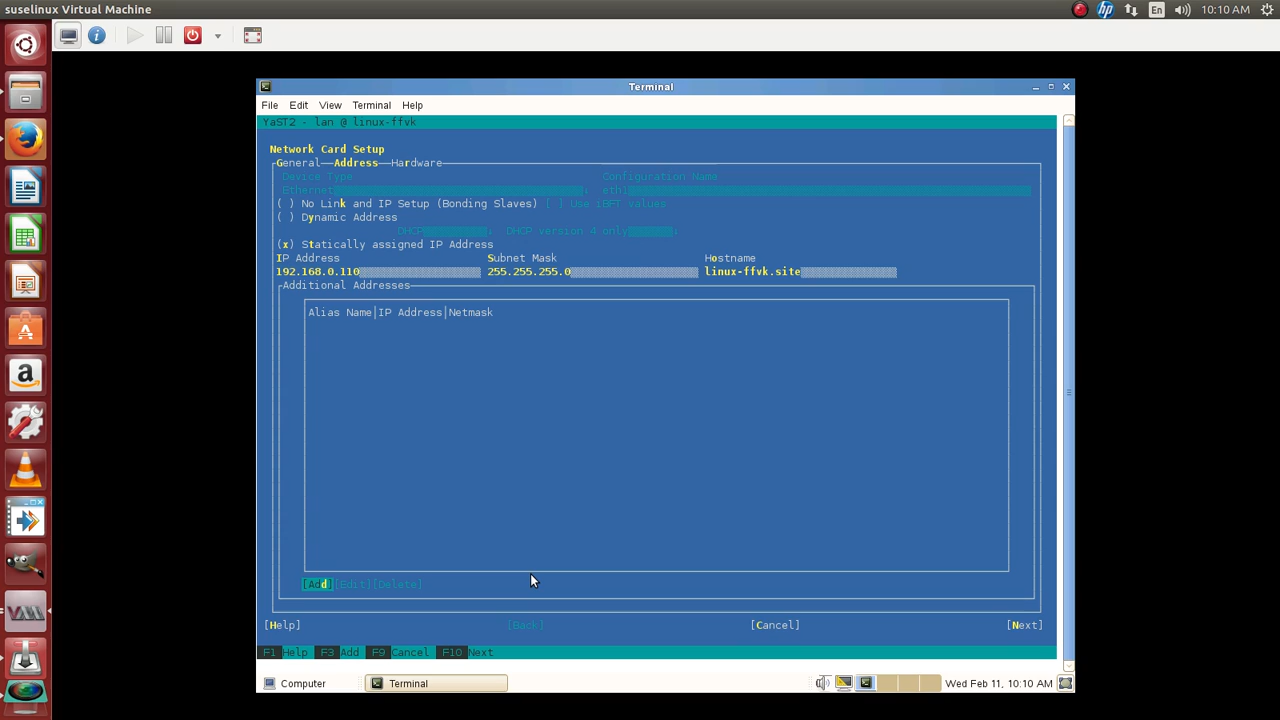 suselinux Virtual Machine
En
10:10 AM
Terminal
File Edit View Terminal Help
YaST2 - lan @ linux-ffvk
Network Card Setup
General—Address—Hardware
Device Type Configuration Name
Ethernet eth1
( ) No Link and IP Setup (Bonding Slaves) [ ] Use iBFT values
( ) Dynamic Address
DHCP DHCP version 4 only
(x) Statically assigned IP Address
IP Address Subnet Mask Hostname
192.168.0.110 255.255.255.0 linux-ffvk.site
Additional Addresses
Alias Name|IP Address|Netmask
[Add][Edit][Delete]
[Help] [Back] [Cancel] [Next]
F1 Help F3 Add F9 Cancel F10 Next
Computer Terminal Wed Feb 11, 10:10 AM